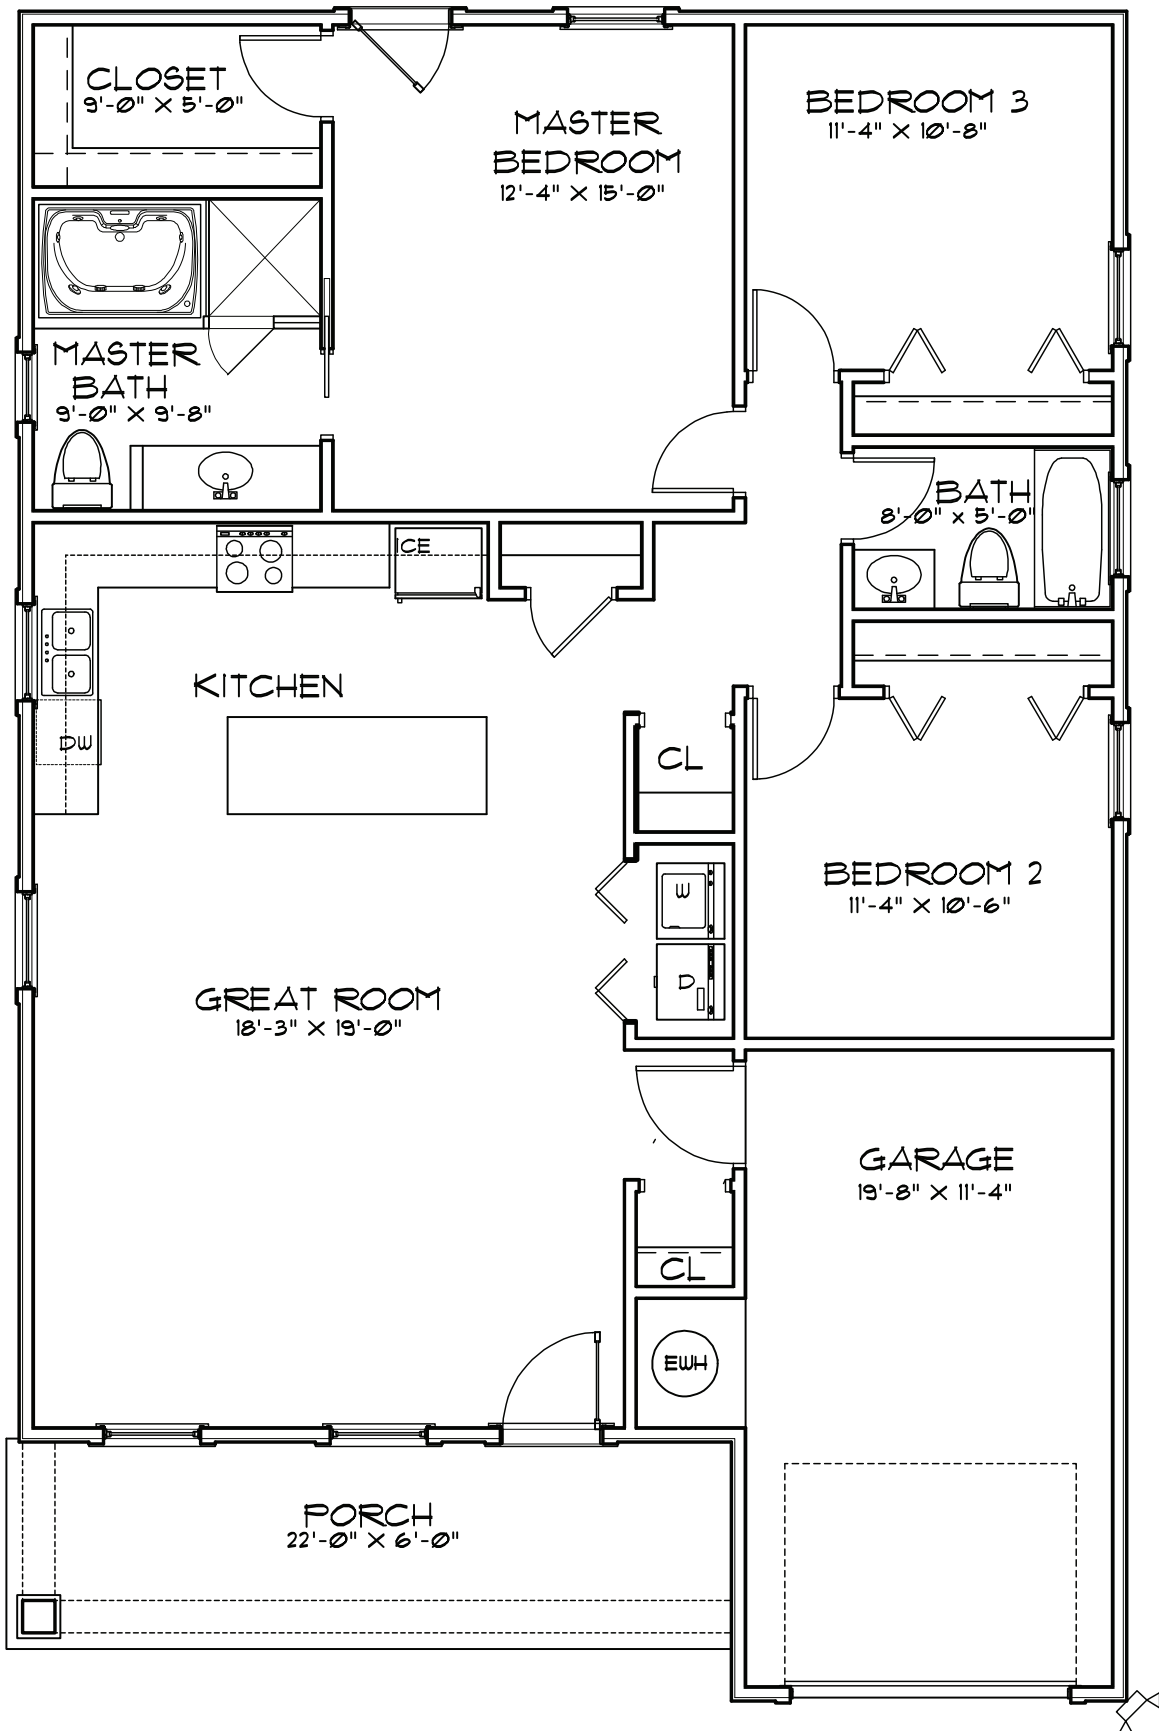 CLOSET
9'-0" X 5'-0"
MASTER
BEDROOM
12'-4" X 15'-0"
BEDROOM 3
11'-4" X 10'-8"
MASTER
BATH
9'-0" X 9'-8"
BATH
8'-0" x 5'-0"
ICE
KITCHEN
DW
CL
W
D
BEDROOM 2
11'-4" X 10'-6"
GREAT ROOM
18'-3" X 19'-0"
GARAGE
19'-8" X 11'-4"
CL
EWH
PORCH
22'-0" X 6'-0"